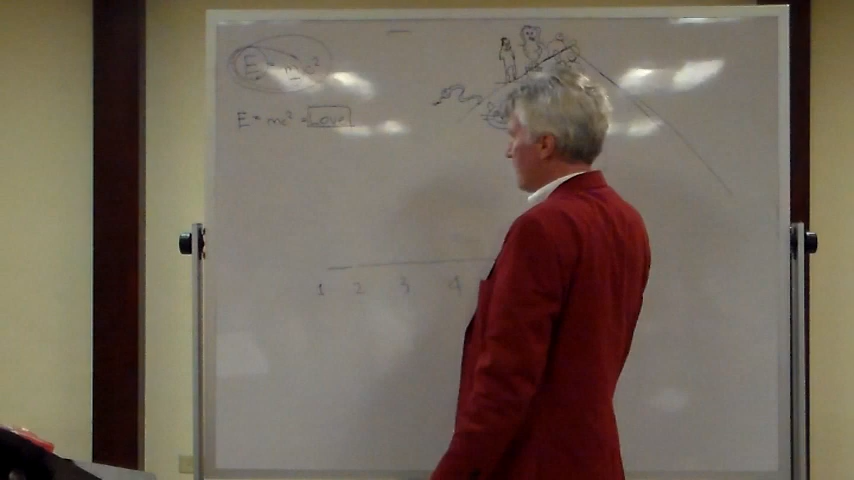 E = mc²
E = mc² = Love
1 2 3 4